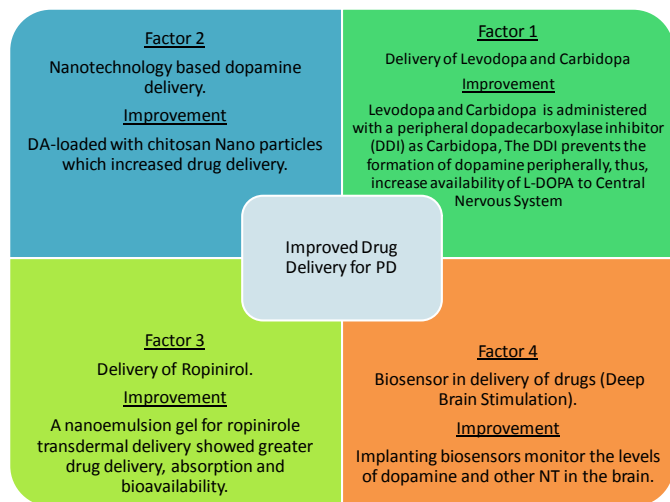 Factor 2
Nanotechnology based dopamine
delivery.
Improvement
DA-loaded with chitosan Nano particles
which increased drug delivery.
Factor 1
Delivery of Levodopa and Carbidopa
Improvement
Levodopa and Carbidopa is administered
with a peripheral dopadecarboxylase inhibitor
(DDI) as Carbidopa, The DDI prevents the
formation of dopamine peripherally, thus,
increase availability of L-DOPA to Central
Nervous System
Improved Drug
Delivery for PD
Factor 3
Delivery of Ropinirol.
Improvement
A nanoemulsion gel for ropinirole
transdermal delivery showed greater
drug delivery, absorption and
bioavailability.
Factor 4
Biosensor in delivery of drugs (Deep
Brain Stimulation).
Improvement
Implanting biosensors monitor the levels
of dopamine and other NT in the brain.